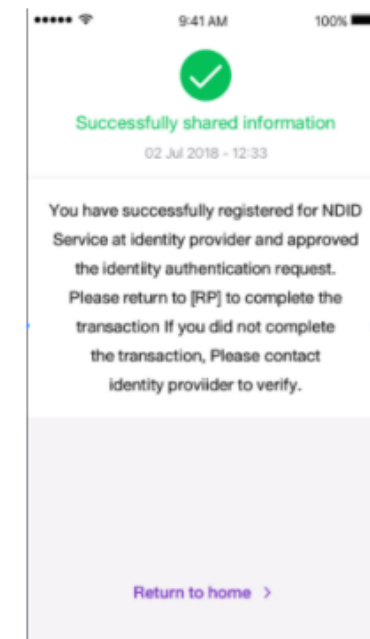 9:41 AM 100%
Successfully shared information
02 Jul 2018 - 12:33
You have successfully registered for NDID
Service at identity provider and approved
the identiity authentication request.
Please return to [RP] to complete the
transaction If you did not complete
the transaction, Please contact
identity proviider to verify.
Return to home >